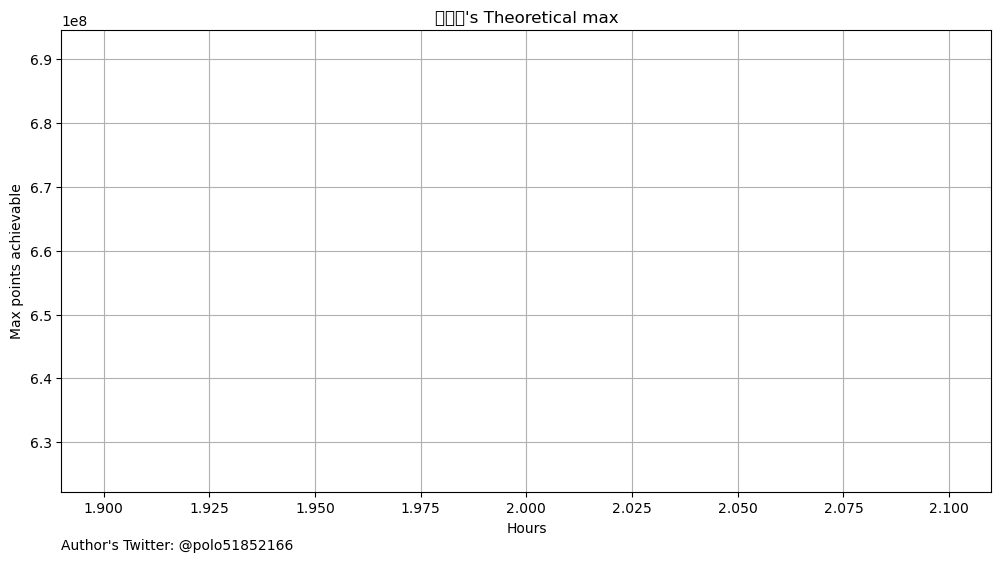 's Theoretical max
1e8
6.9
6.8
6.7
6.6
6.5
6.4
6.3
Max points achievable
1.900 1.925 1.950 1.975 2.000 2.025 2.050 2.075 2.100
Hours
Author's Twitter: @polo51852166